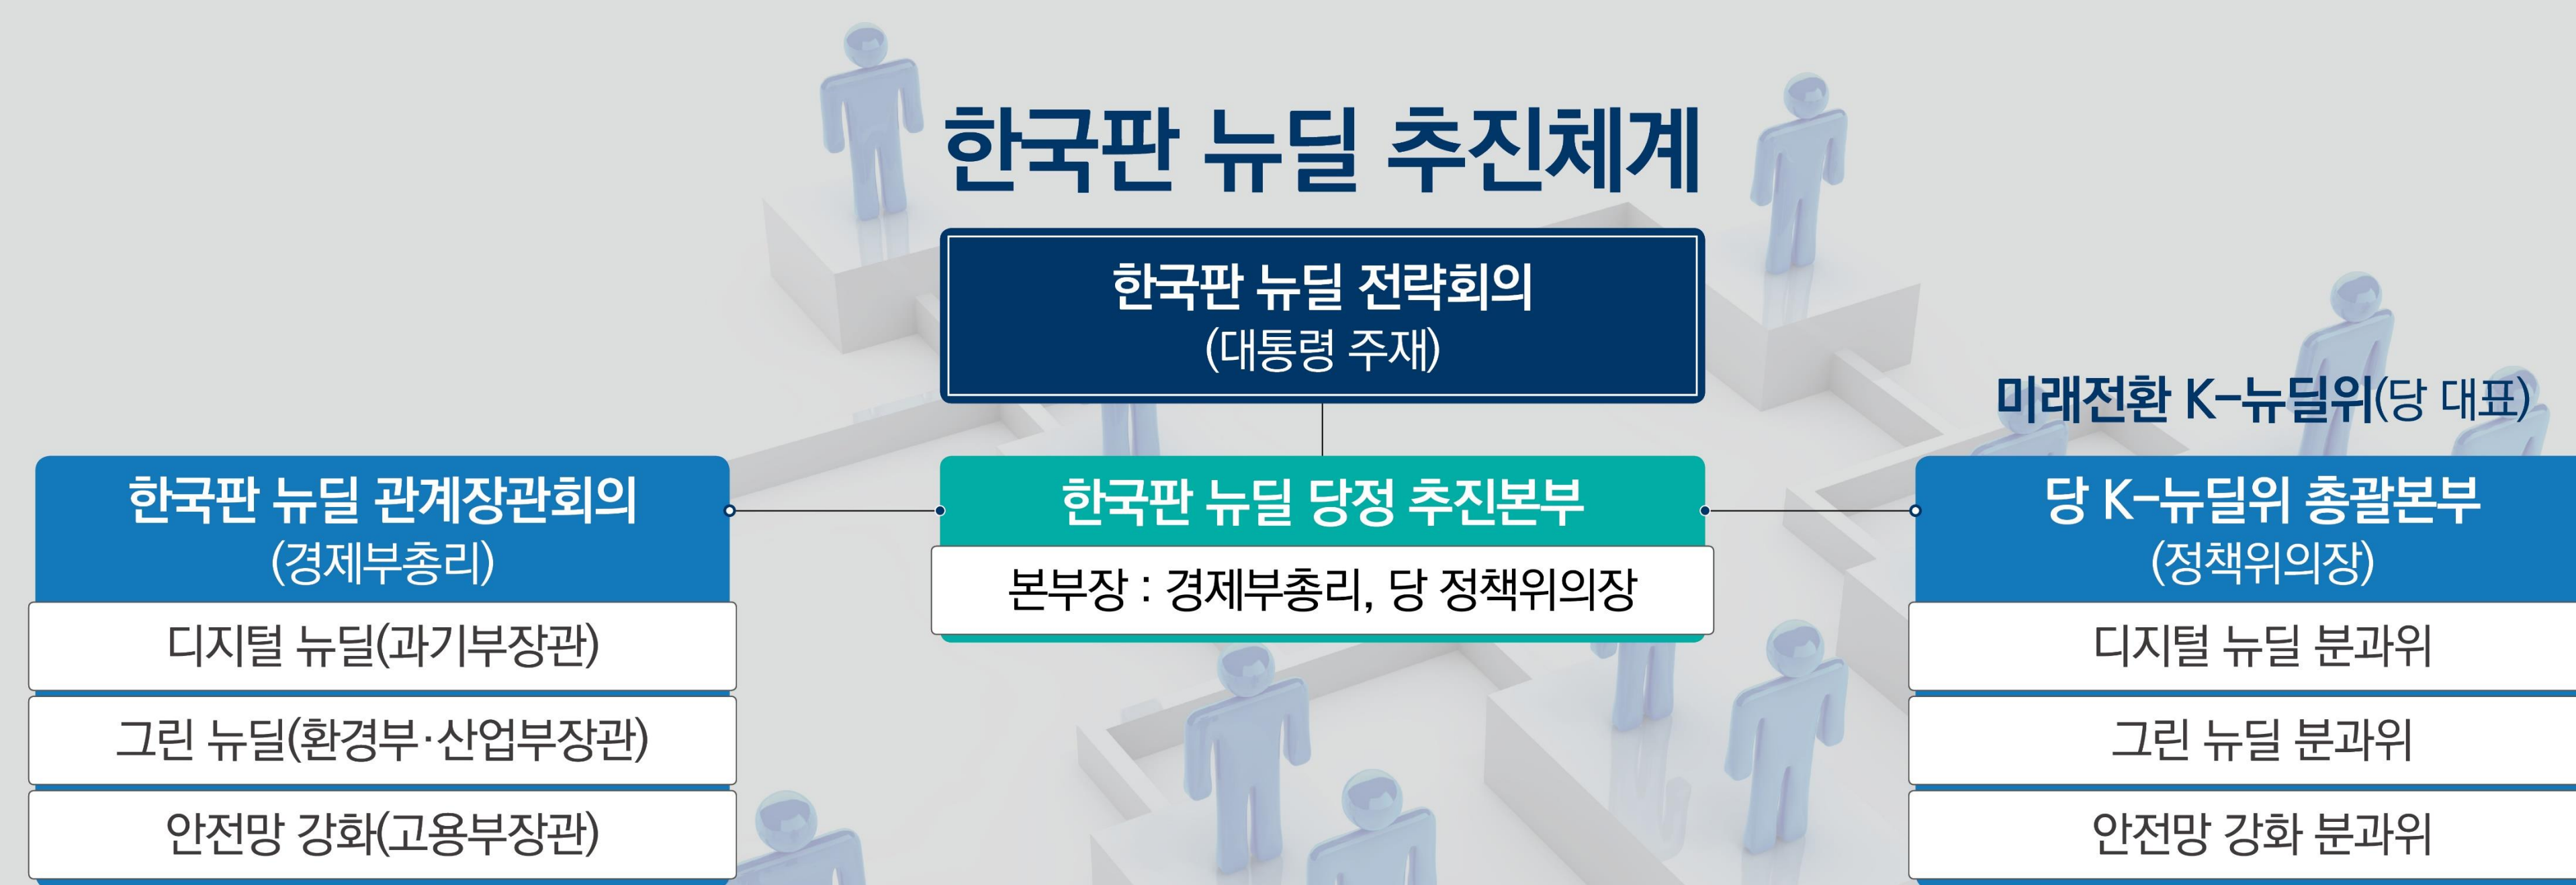 한국판 뉴딜 추진체계
한국판 뉴딜 전략회의
(대통령 주재)
미래전환 K-뉴딜위(당 대표)
한국판 뉴딜 관계장관회의
(경제부총리)
디지털 뉴딜(과기부장관)
그린 뉴딜(환경부·산업부장관)
안전망 강화(고용부장관)
한국판 뉴딜 당정 추진본부
본부장 : 경제부총리, 당 정책위의장
당 K-뉴딜위 총괄본부
(정책위의장)
디지털 뉴딜 분과위
그린 뉴딜 분과위
안전망 강화 분과위